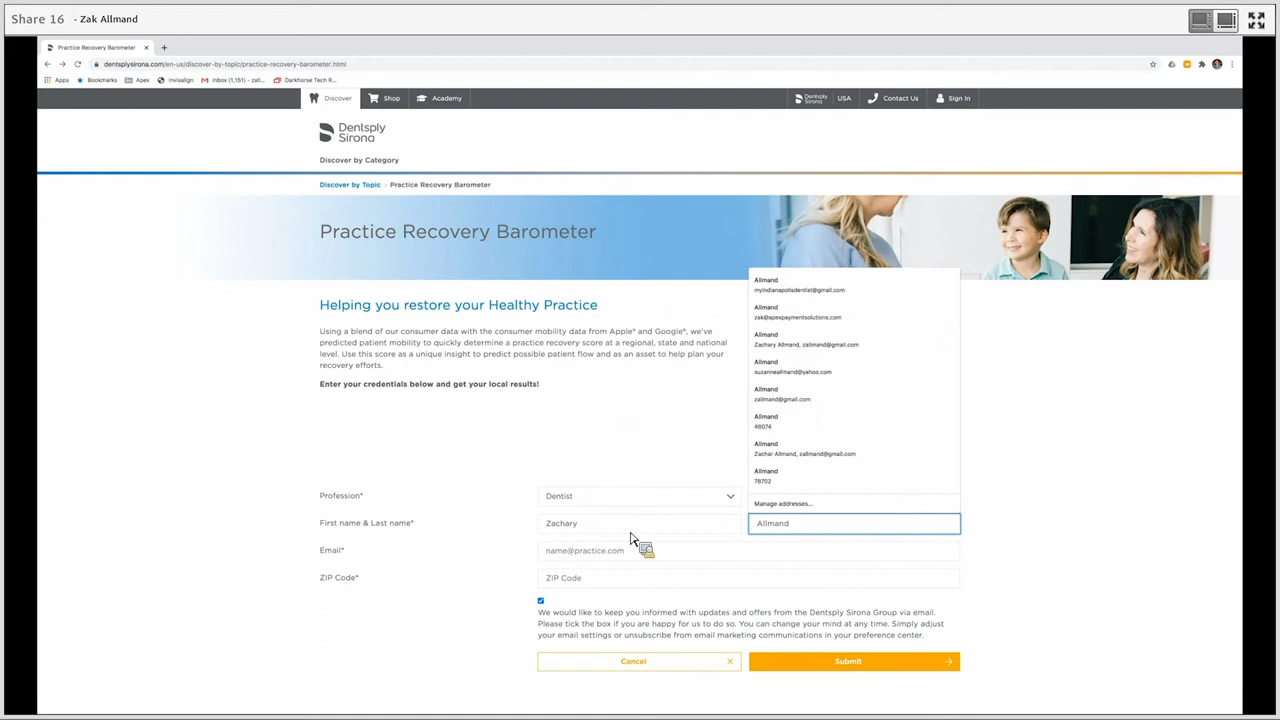 Share 16 - Zak Allmand
Practice Recovery Barometer
dentsplysirona.com/en-us/discover-by-topic/practice-recovery-barometer.html
Apps Bookmarks Apex Invisalign Inbox (1,151) - zall... Darkhorse Tech R...
Discover Shop Academy Dentsply Sirona USA Contact Us Sign In
Dentsply
Sirona
Discover by Category
Discover by Topic › Practice Recovery Barometer
Practice Recovery Barometer
Helping you restore your Healthy Practice
Using a blend of our consumer data with the consumer mobility data from Apple® and Google®, we've
predicted patient mobility to quickly determine a practice recovery score at a regional, state and national
level. Use this score as a unique insight to predict possible patient flow and as an asset to help plan your
recovery efforts.
Enter your credentials below and get your local results!
Allmand
myindianapolisdentist@gmail.com
Allmand
zak@apexpaymentsolutions.com
Allmand
Zachary Allmand, zallmand@gmail.com
Allmand
suzanneallmand@yahoo.com
Allmand
zallmand@gmail.com
Allmand
46074
Allmand
Zachar Allmand, zallmand@gmail.com
Allmand
78702
Manage addresses...
Profession* Dentist
First name & Last name* Zachary Allmand
Email* name@practice.com
ZIP Code* ZIP Code
We would like to keep you informed with updates and offers from the Dentsply Sirona Group via email.
Please tick the box if you are happy for us to do so. You can change your mind at any time. Simply adjust
your email settings or unsubscribe from email marketing communications in your preference center.
Cancel Submit